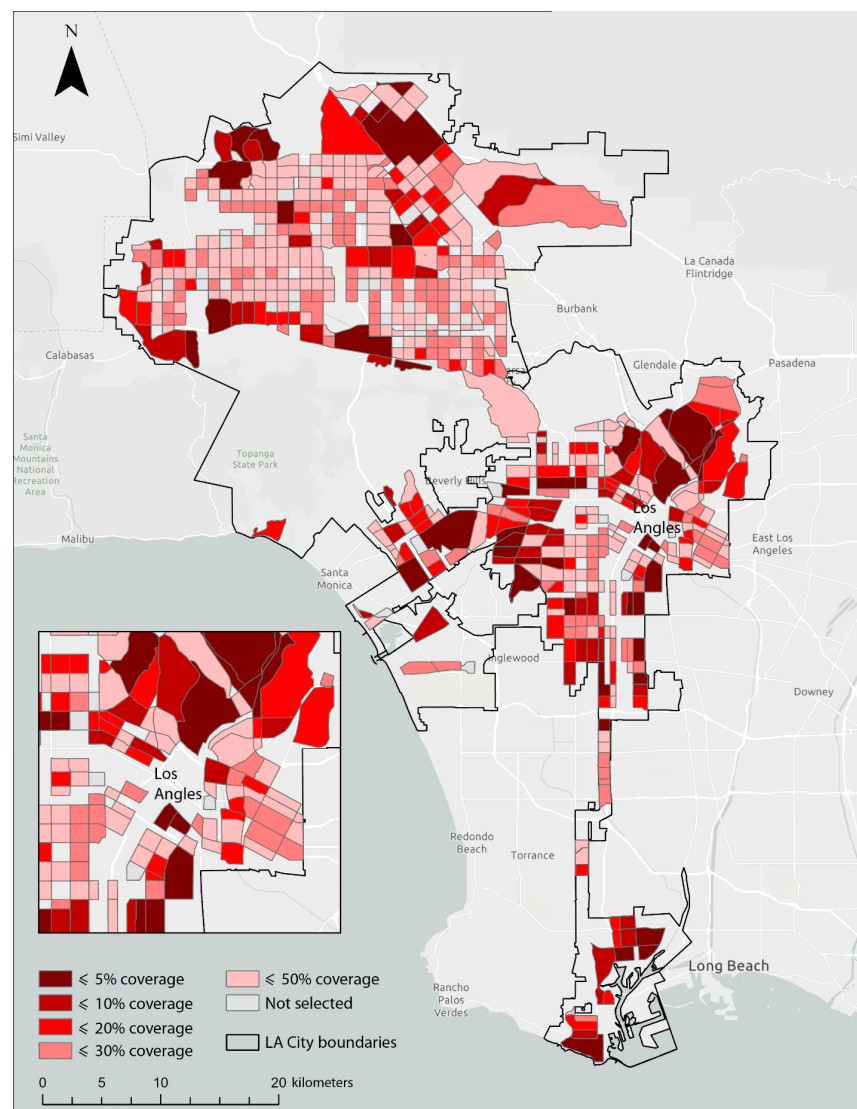 N
Simi Valley
La Canada
Flintridge
Burbank
Calabasas
Glendale
Pasadena
Santa
Monica
Mountains
National
Recreation
Area
Topanga
State Park
Beverly Hills
Los
Angles
East Los
Angeles
Malibu
Santa
Monica
Inglewood
Downey
Los
Angles
Redondo
Beach
Torrance
Long Beach
Rancho
Palos
Verdes
⩽ 5% coverage
⩽ 10% coverage
⩽ 20% coverage
⩽ 30% coverage
⩽ 50% coverage
Not selected
LA City boundaries
0 5 10 20 kilometers